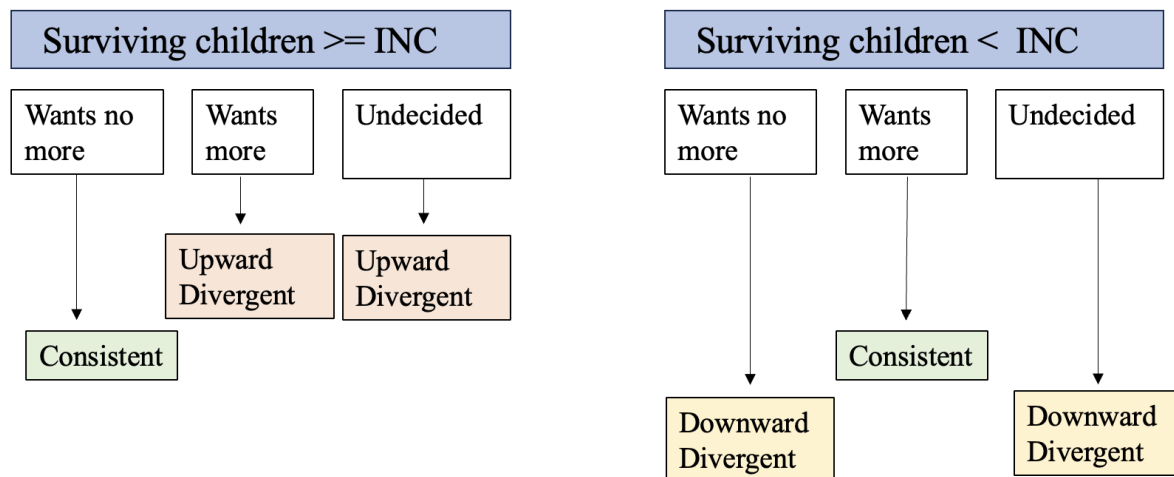 Surviving children >= INC
Wants no
more
Wants
more
Undecided
Upward
Divergent
Upward
Divergent
Consistent
Surviving children < INC
Wants no
more
Wants
more
Undecided
Consistent
Downward
Divergent
Downward
Divergent